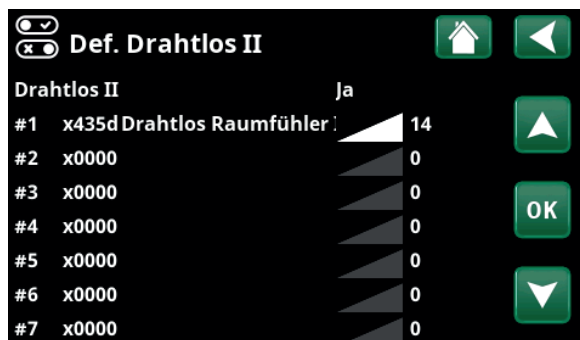 Def. Drahtlos II
Drahtlos II Ja
#1 x435d Drahtlos Raumfühler 14
#2 x0000 0
#3 x0000 0
OK
#4 x0000 0
#5 x0000 0
#6 x0000 0
#7 x0000 0